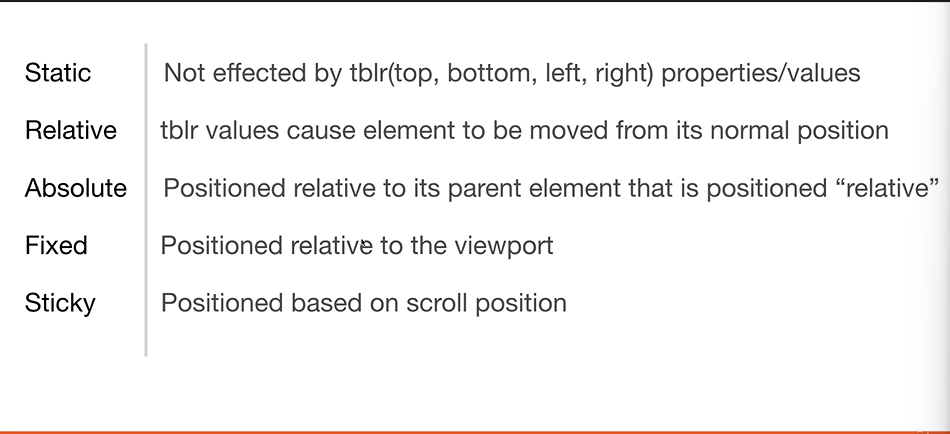 Static Not effected by tblr(top, bottom, left, right) properties/values
Relative tblr values cause element to be moved from its normal position
Absolute Positioned relative to its parent element that is positioned “relative”
Fixed Positioned relative to the viewport
Sticky Positioned based on scroll position